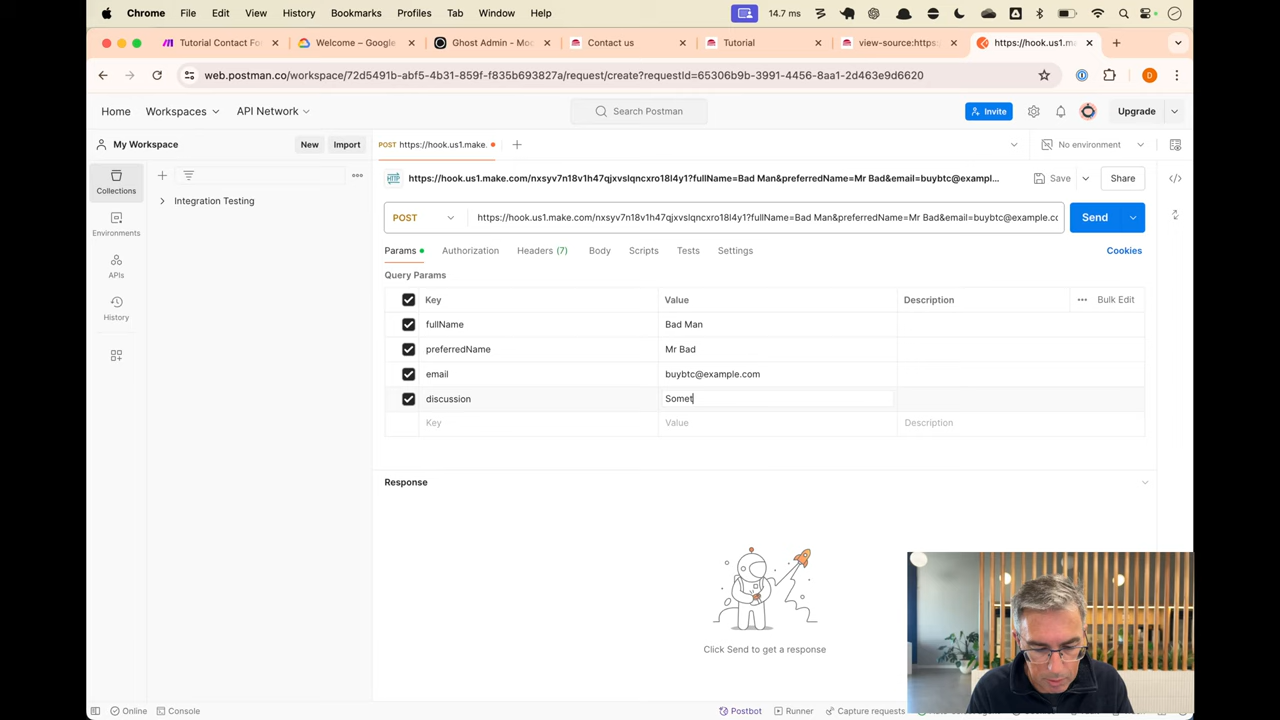 Chrome File Edit View History Bookmarks Profiles Tab Window Help 14.7 ms
Tutorial Contact Fo Welcome – Google Ghost Admin - Moc Contact us Tutorial view-source:https: https://hook.us1.ma
web.postman.co/workspace/72d5491b-abf5-4b31-859f-f835b693827a/request/create?requestId=65306b9b-3991-4456-8aa1-2d463e9d6620
Home Workspaces API Network Search Postman Invite Upgrade
My Workspace New Import POST https://hook.us1.make. No environment
Collections
Integration Testing
Environments
APIs
History
https://hook.us1.make.com/nxsyv7n18v1h47qjxvslqncxro18l4y1?fullName=Bad Man&preferredName=Mr Bad&email=buybtc@exampl... Save Share
POST https://hook.us1.make.com/nxsyv7n18v1h47qjxvslqncxro18l4y1?fullName=Bad Man&preferredName=Mr Bad&email=buybtc@example.cc Send
Params Authorization Headers (7) Body Scripts Tests Settings Cookies
Query Params
Key Value Description Bulk Edit
fullName Bad Man
preferredName Mr Bad
email buybtc@example.com
discussion Somet
Key Value Description
Response
Click Send to get a response
Online Console Postbot Runner Capture requests